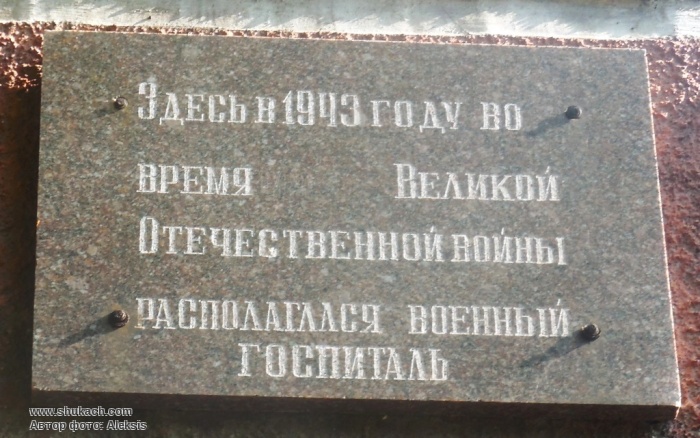 Здесь в 1943 году во
время Великой
Отечественной войны
располагался военный
госпиталь
www.shukach.com
Автор фото: Aleksis